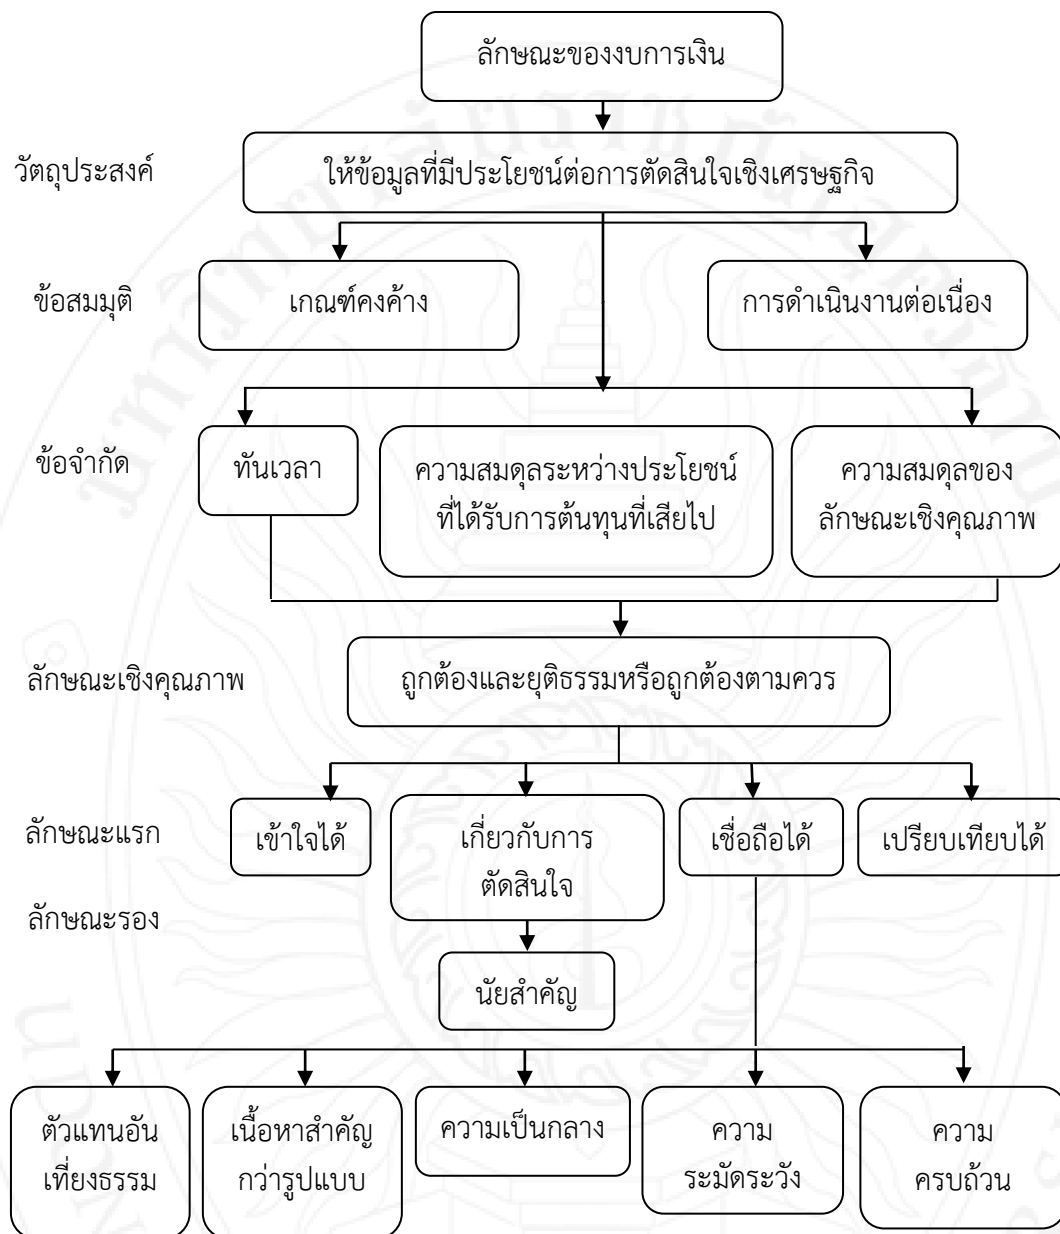 ลักษณะของงบการเงิน
วัตถุประสงค์
ให้ข้อมูลที่มีประโยชน์ต่อการตัดสินใจเชิงเศรษฐกิจ
ข้อสมมุติ
เกณฑ์คงค้าง
การดำเนินงานต่อเนื่อง
ข้อจำกัด
ทันเวลา
ความสมดุลระหว่างประโยชน์
ที่ได้รับการต้นทุนที่เสียไป
ความสมดุลของ
ลักษณะเชิงคุณภาพ
ลักษณะเชิงคุณภาพ
ถูกต้องและยุติธรรมหรือถูกต้องตามควร
ลักษณะแรก
เข้าใจได้
เกี่ยวกับการ
ตัดสินใจ
เชื่อถือได้
เปรียบเทียบได้
ลักษณะรอง
นัยสำคัญ
ตัวแทนอัน
เที่ยงธรรม
เนื้อหาสำคัญ
กว่ารูปแบบ
ความเป็นกลาง
ความ
ระมัดระวัง
ความ
ครบถ้วน